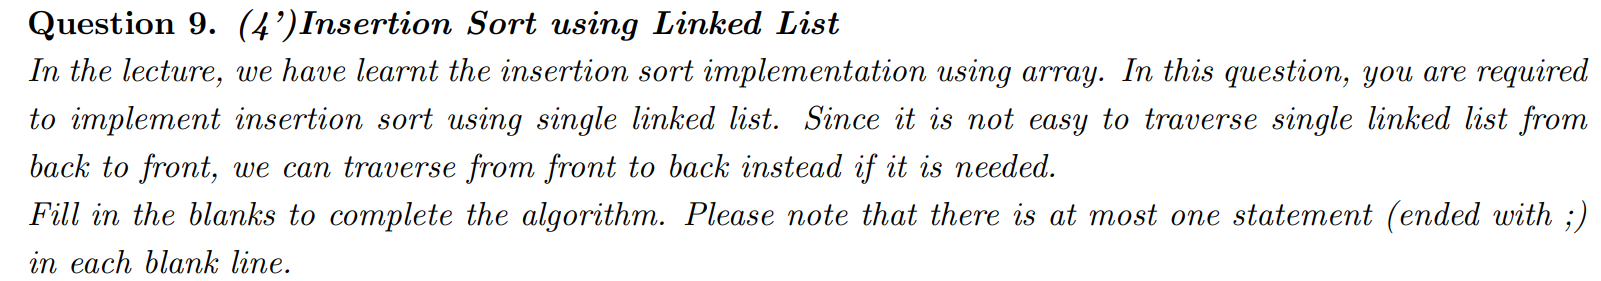 Question 9. (4’)Insertion Sort using Linked List
In the lecture, we have learnt the insertion sort implementation using array. In this question, you are required
to implement insertion sort using single linked list. Since it is not easy to traverse single linked list from
back to front, we can traverse from front to back instead if it is needed.
Fill in the blanks to complete the algorithm. Please note that there is at most one statement (ended with ;)
in each blank line.